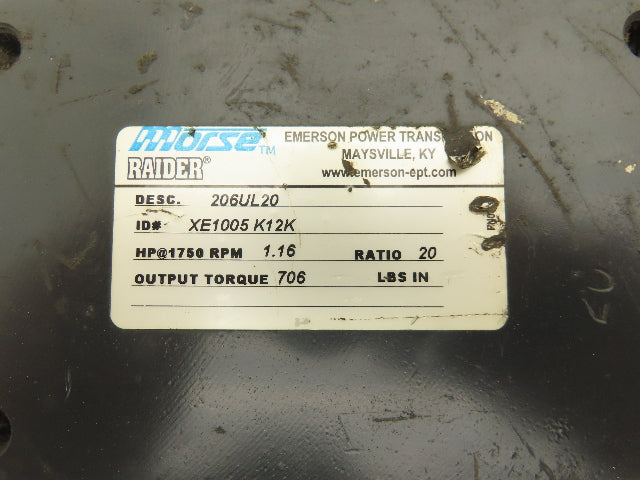 morse™
RAIDER®
EMERSON POWER TRANS ON
MAYSVILLE, KY
www.emerson-ept.com
DESC. 206UL20
ID# XE1005 K12K
HP@1750 RPM 1.16 RATIO 20
OUTPUT TORQUE 706 LBS IN